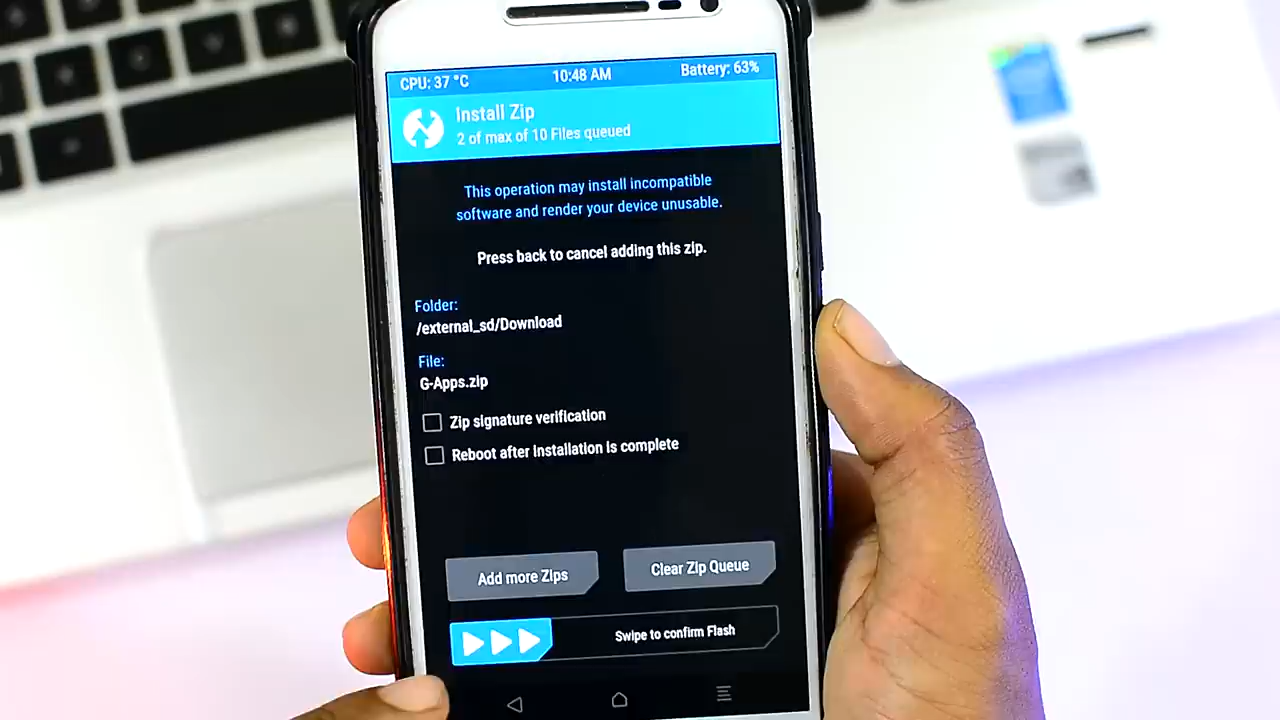 CPU: 37 °C 10:48 AM Battery: 63%
Install Zip
2 of max of 10 Files queued
This operation may install incompatible
software and render your device unusable.
Press back to cancel adding this zip.
Folder:
/external_sd/Download
File:
G-Apps.zip
Zip signature verification
Reboot after installation is complete
Add more Zips Clear Zip Queue
Swipe to confirm Flash